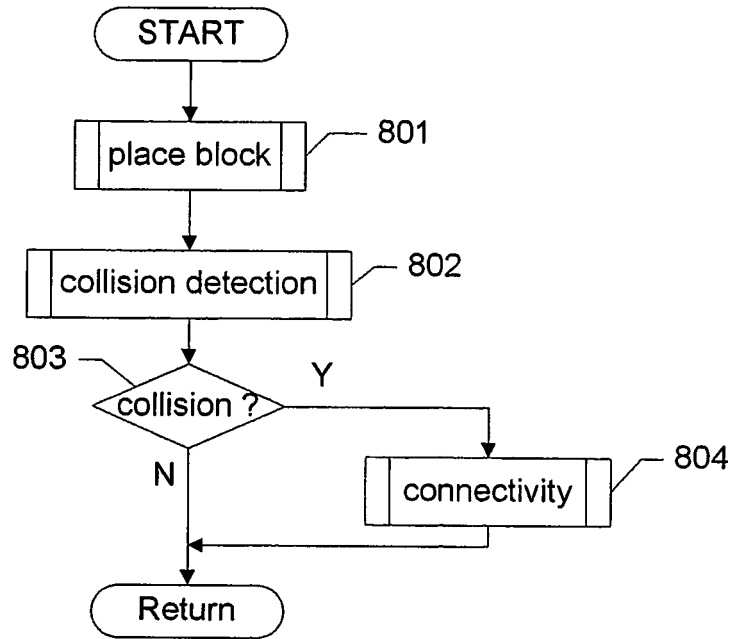 START
place block
801
collision detection
802
803
collision ?
Y
N
connectivity
804
Return